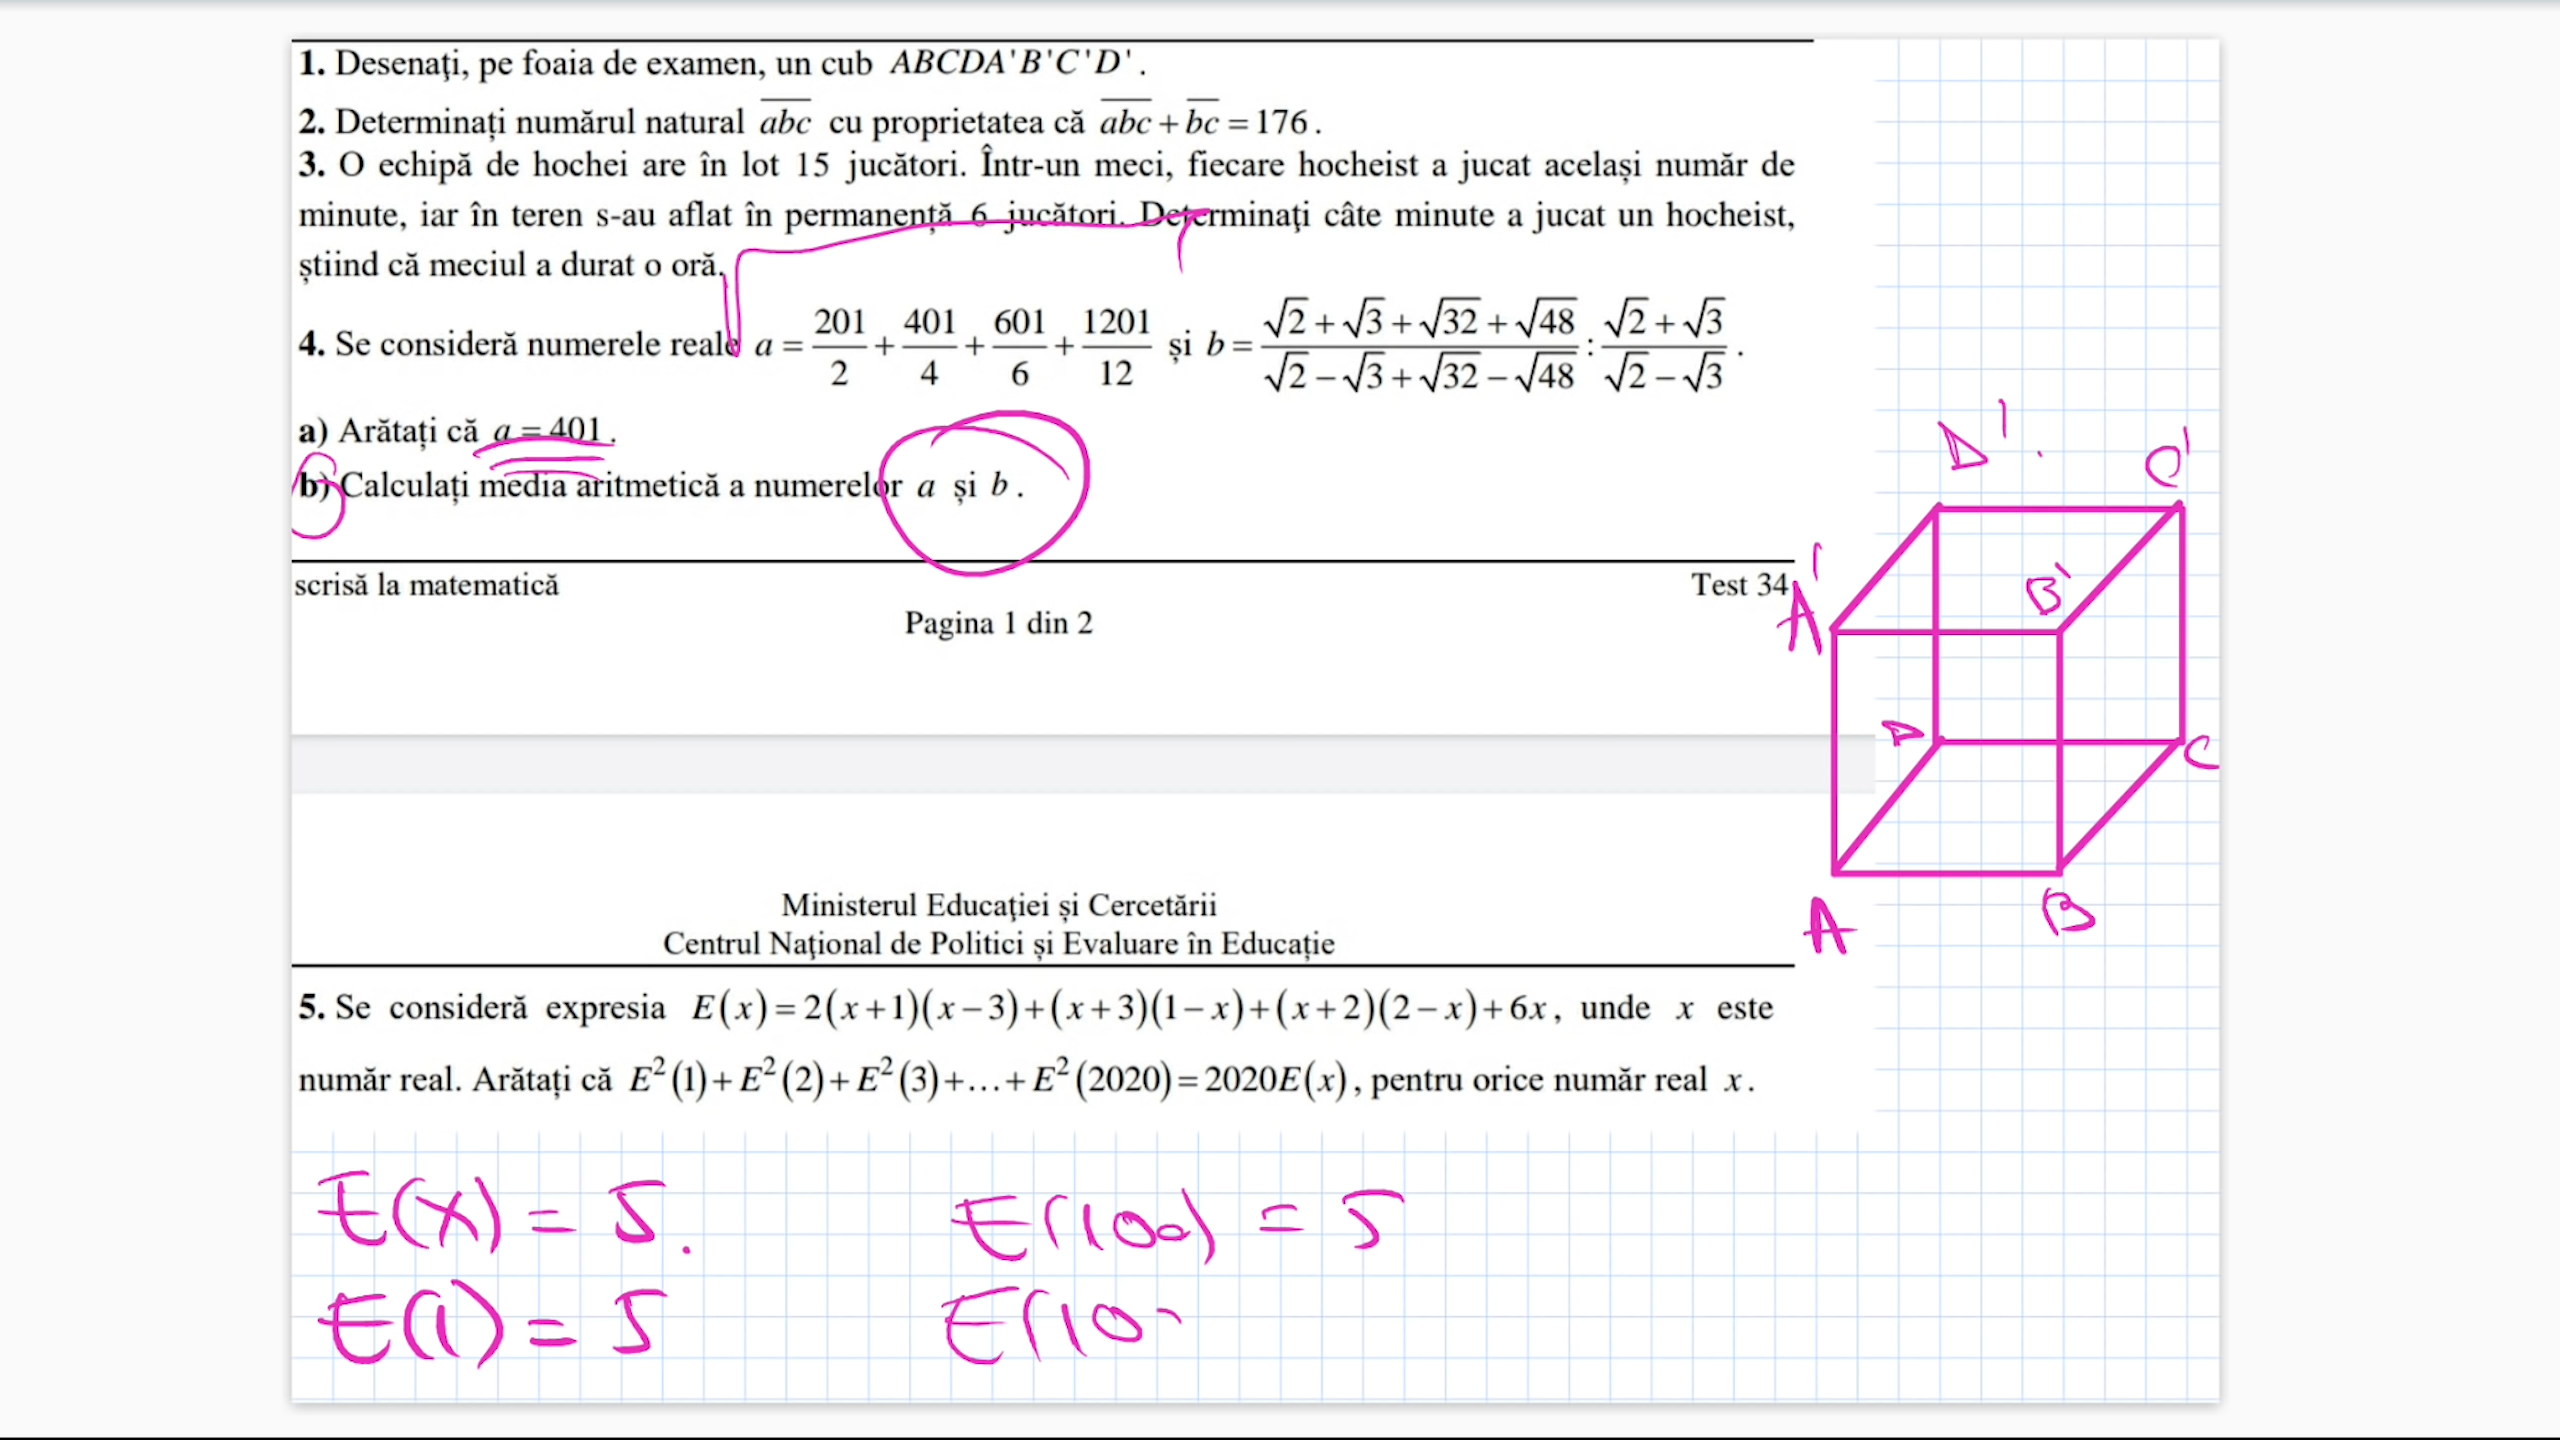 1. Desenați, pe foaia de examen, un cub ABCDA'B'C'D'.
2. Determinați numărul natural \overline{abc} cu proprietatea că \overline{abc} + \overline{bc} = 176.
3. O echipă de hochei are în lot 15 jucători. Într-un meci, fiecare hocheist a jucat același număr de
minute, iar în teren s-au aflat în permanență 6 jucători. Determinați câte minute a jucat un hocheist,
știind că meciul a durat o oră.
4. Se consideră numerele reale a = 201/2 + 401/4 + 601/6 + 1201/12 și b = (√2 + √3 + √32 + √48)/(√2 − √3 + √32 − √48) : (√2 + √3)/(√2 − √3).
a) Arătați că a = 401.
b) Calculați media aritmetică a numerelor a și b.
scrisă la matematică
Test 34
Pagina 1 din 2
D' C'
A' B'
D C
A B
Ministerul Educației și Cercetării
Centrul Național de Politici și Evaluare în Educație
5. Se consideră expresia E(x) = 2(x+1)(x−3)+(x+3)(1−x)+(x+2)(2−x)+6x, unde x este
număr real. Arătați că E²(1)+E²(2)+E²(3)+...+E²(2020)=2020E(x), pentru orice număr real x.
E(x) = 5. E(100) = 5
E(1) = 5 E(10